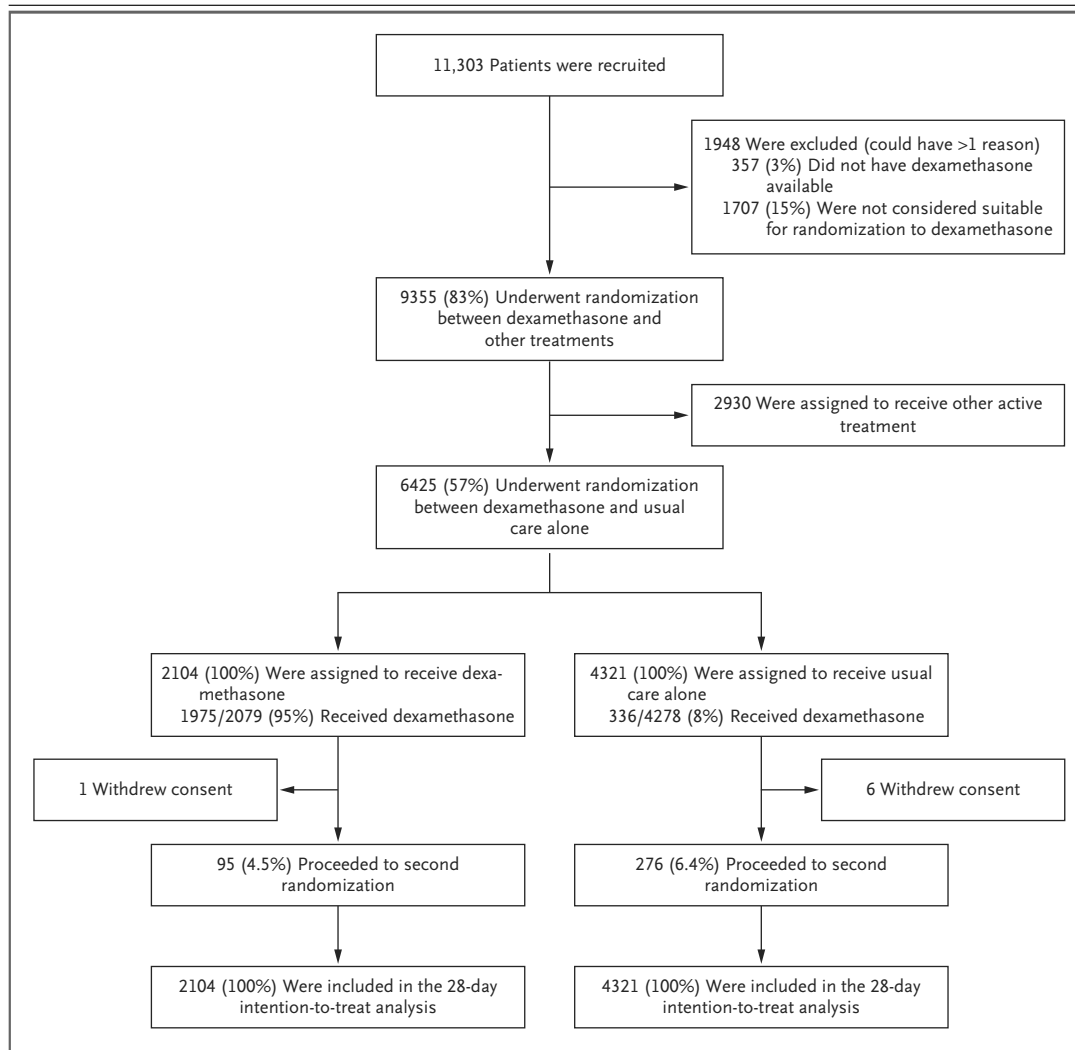 11,303 Patients were recruited
1948 Were excluded (could have >1 reason)
357 (3%) Did not have dexamethasone
available
1707 (15%) Were not considered suitable
for randomization to dexamethasone
9355 (83%) Underwent randomization
between dexamethasone and
other treatments
2930 Were assigned to receive other active
treatment
6425 (57%) Underwent randomization
between dexamethasone and usual
care alone
2104 (100%) Were assigned to receive dexa-
methasone
1975/2079 (95%) Received dexamethasone
4321 (100%) Were assigned to receive usual
care alone
336/4278 (8%) Received dexamethasone
1 Withdrew consent
6 Withdrew consent
95 (4.5%) Proceeded to second
randomization
276 (6.4%) Proceeded to second
randomization
2104 (100%) Were included in the 28-day
intention-to-treat analysis
4321 (100%) Were included in the 28-day
intention-to-treat analysis